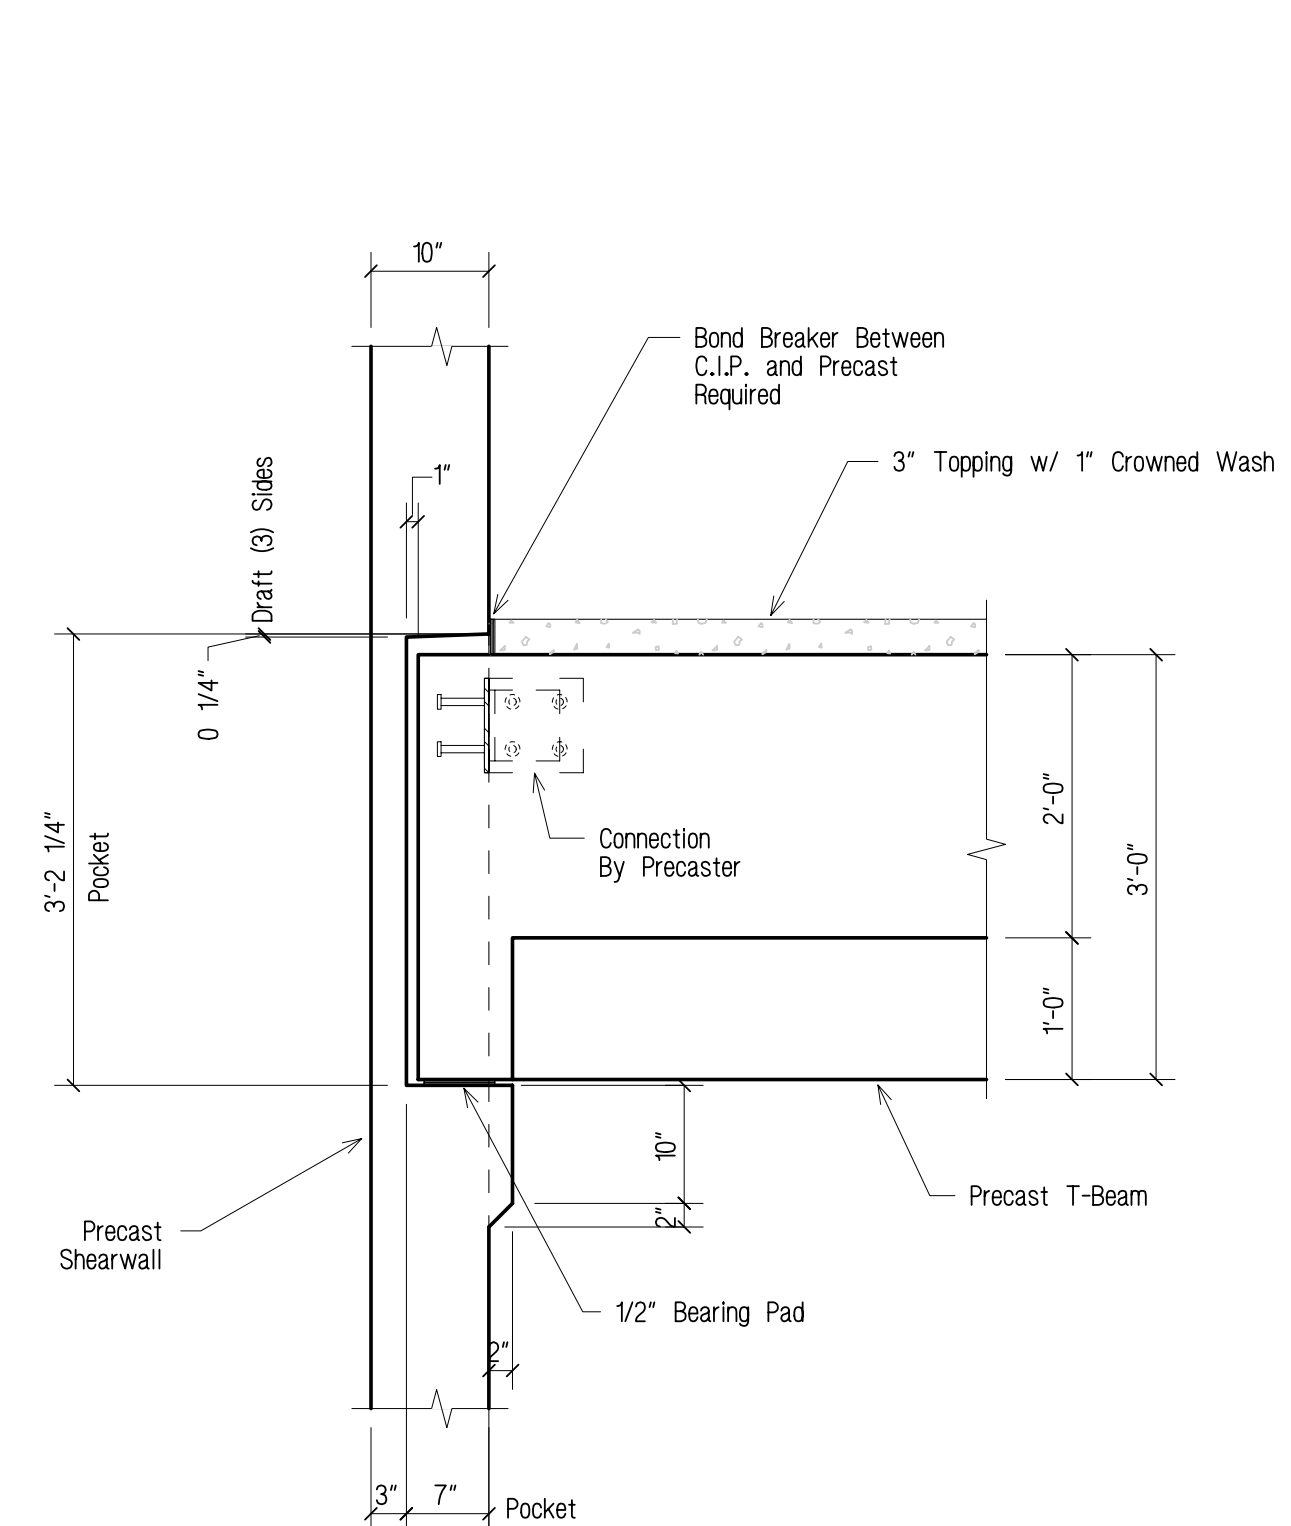 10"
Bond Breaker Between
C.I.P. and Precast
Required
3" Topping w/ 1" Crowned Wash
1"
Draft (3) Sides
0 1/4"
3'-2 1/4"
Pocket
Connection
By Precaster
2'-0"
3'-0"
1'-0"
10"
2"
Precast T-Beam
Precast
Shearwall
1/2" Bearing Pad
2"
3"
7"
Pocket